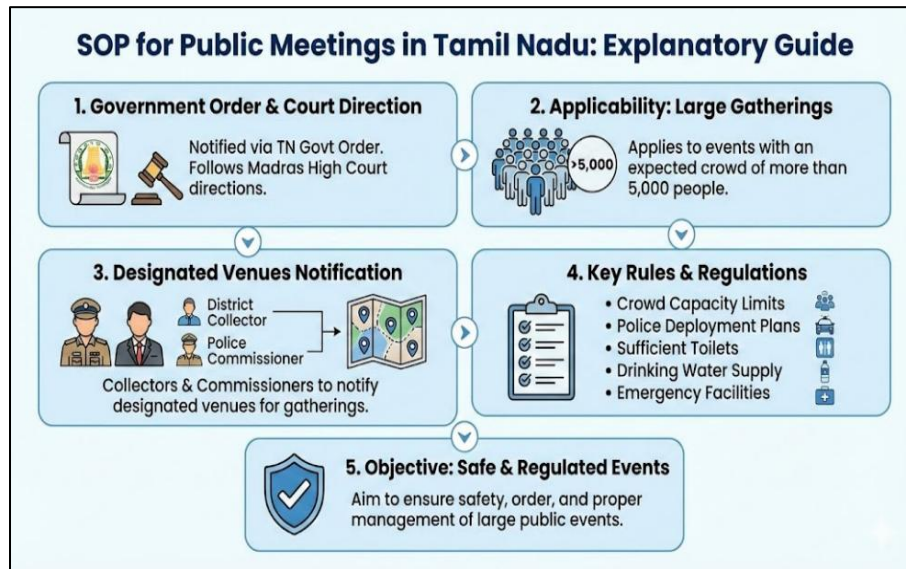 SOP for Public Meetings in Tamil Nadu: Explanatory Guide
1. Government Order & Court Direction
Notified via TN Govt Order.
Follows Madras High Court
directions.
2. Applicability: Large Gatherings
>5,000
Applies to events with an
expected crowd of more than
5,000 people.
3. Designated Venues Notification
District
Collector
Police
Commissioner
Collectors & Commissioners to notify
designated venues for gatherings.
4. Key Rules & Regulations
• Crowd Capacity Limits
• Police Deployment Plans
• Sufficient Toilets
• Drinking Water Supply
• Emergency Facilities
5. Objective: Safe & Regulated Events
Aim to ensure safety, order, and proper
management of large public events.